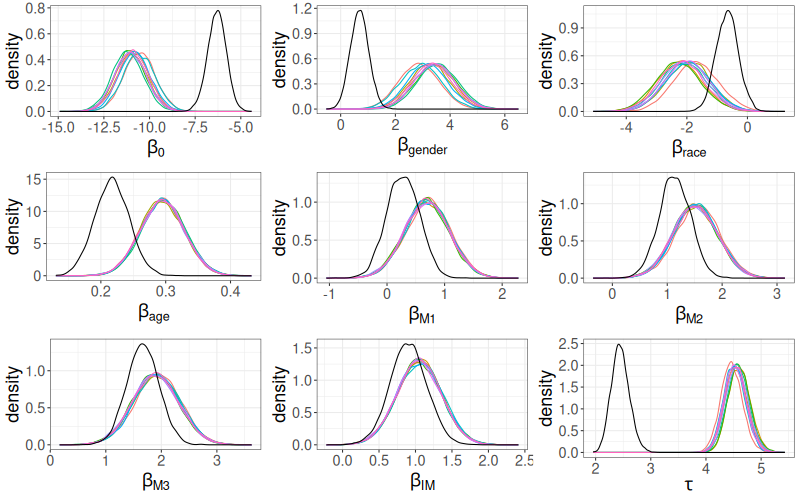 density
0.8
0.6
0.4
0.2
0.0
-15.0 -12.5 -10.0 -7.5 -5.0
β0
density
1.2
0.9
0.6
0.3
0.0
0 2 4 6
βgender
density
0.9
0.6
0.3
0.0
-4 -2 0
βrace
density
15
10
5
0
0.2 0.3 0.4
βage
density
1.0
0.5
0.0
-1 0 1 2
βM1
density
1.0
0.5
0.0
0 1 2 3
βM2
density
1.0
0.5
0.0
0 1 2 3
βM3
density
1.5
1.0
0.5
0.0
0.0 0.5 1.0 1.5 2.0 2.5
βIM
density
2.5
2.0
1.5
1.0
0.5
0.0
2 3 4 5
τ